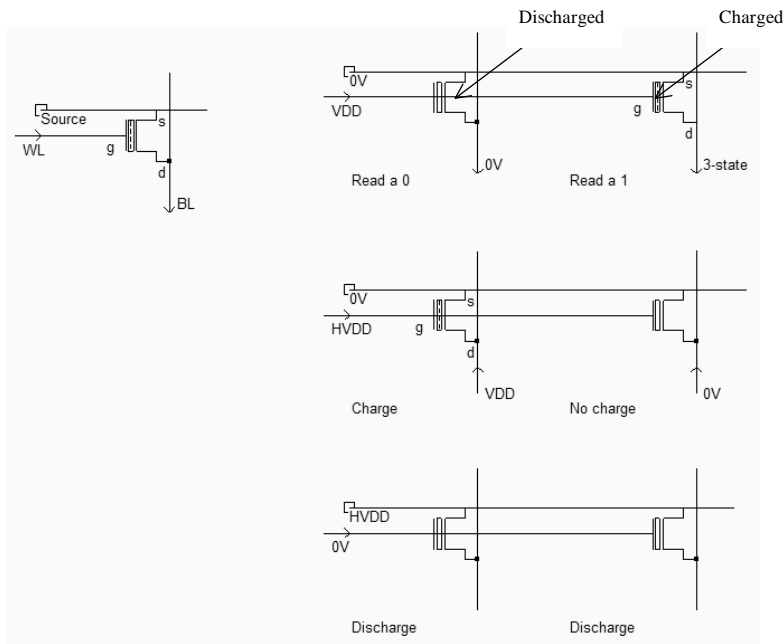 Discharged Charged
0V s
Source s
VDD g
WL g d
d 0V 3-state
Read a 0 Read a 1
BL
0V s
HVDD g
d
VDD 0V
Charge No charge
HVDD
0V
Discharge Discharge